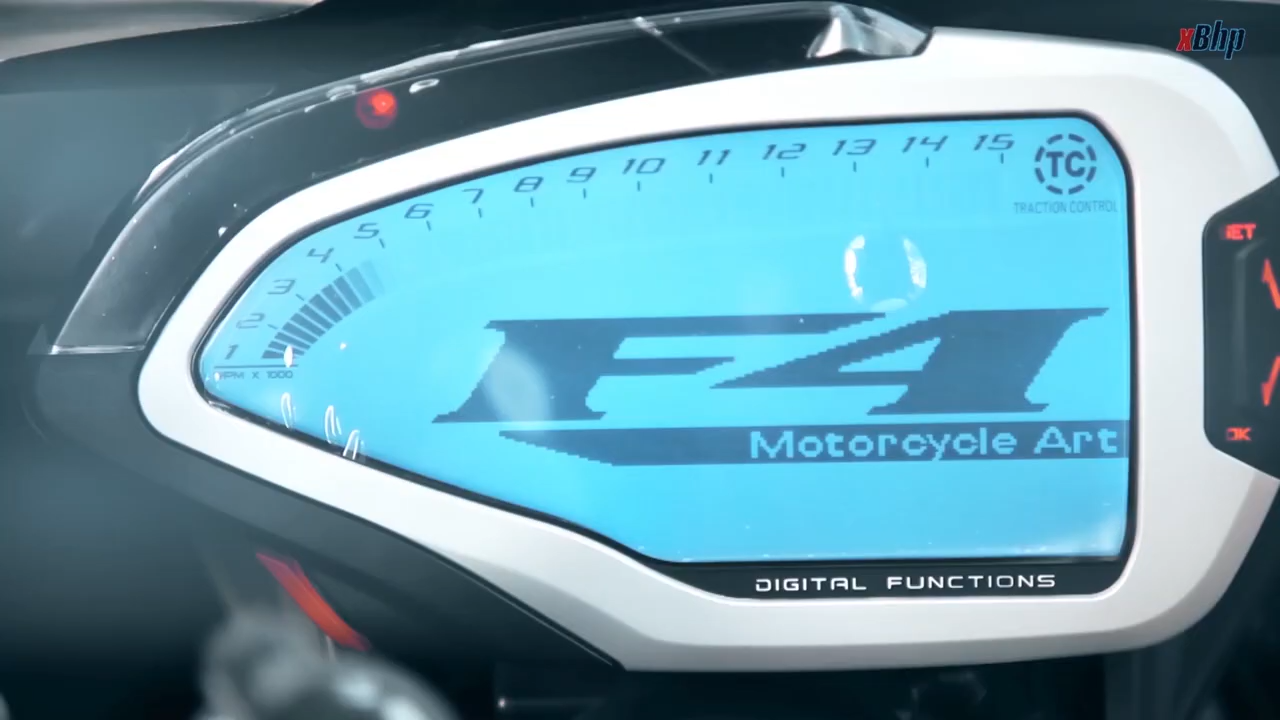 xBhp
1 2 3 4 5 6 7 8 9 10 11 12 13 14 15
TC
TRACTION CONTROL
RPM X 1000
SET
F4
Motorcycle Art
OK
DIGITAL FUNCTIONS